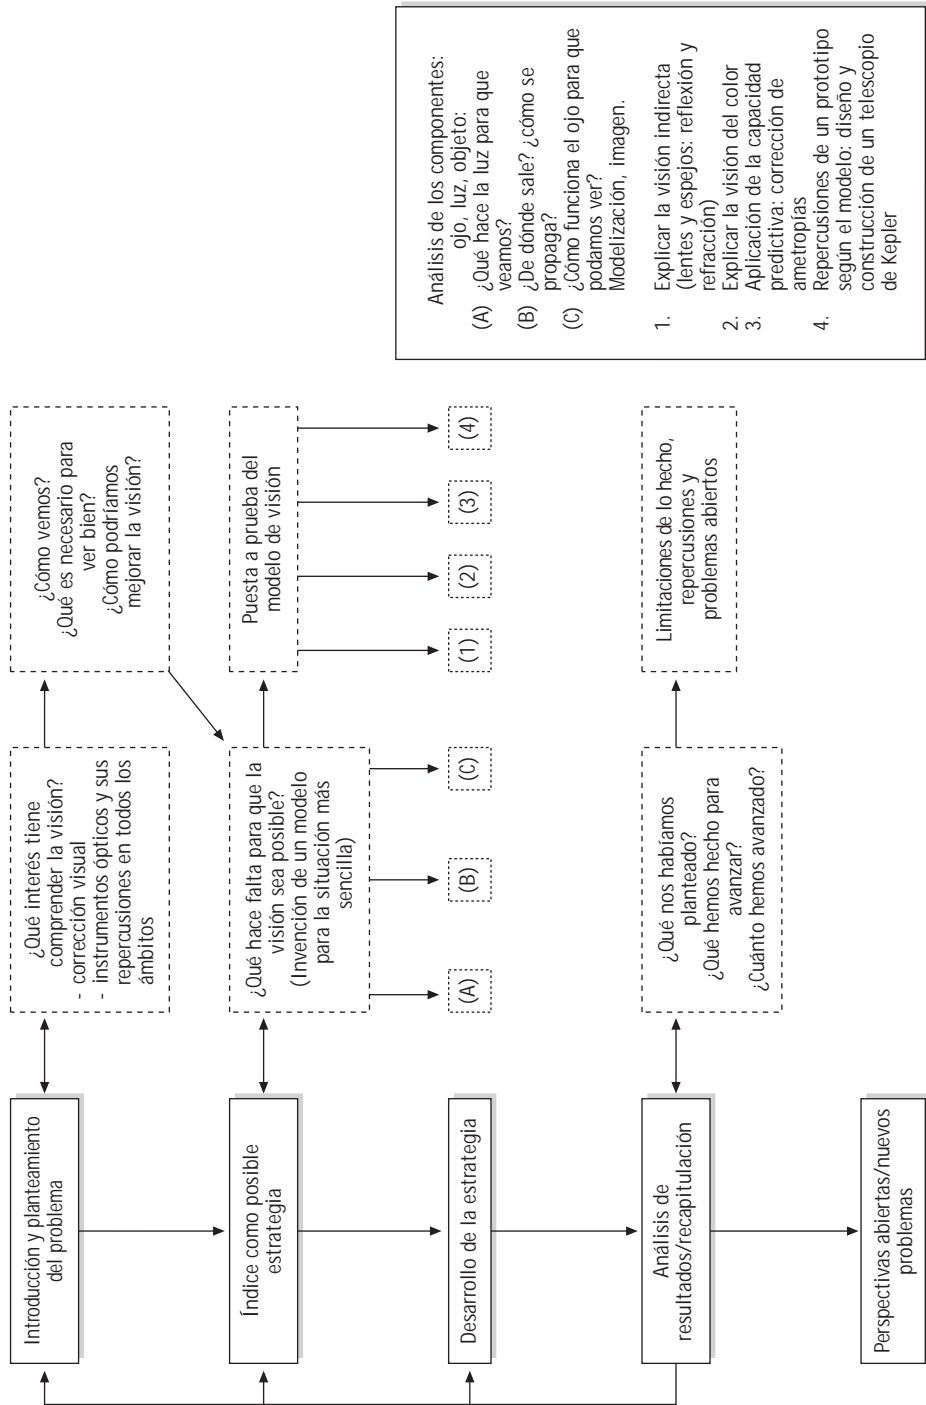 Introducción y planteamiento
del problema
¿Qué interés tiene
comprender la visión?
- corrección visual
- instrumentos ópticos y sus
repercusiones en todos los
ámbitos
¿Cómo vemos?
¿Qué es necesario para
ver bien?
¿Cómo podríamos
mejorar la visión?
Índice como posible
estrategia
¿Qué hace falta para que la
visión sea posible?
(Invención de un modelo
para la situación más
sencilla)
Puesta a prueba del
modelo de visión
Desarrollo de la estrategia
(A)
(B)
(C)
(1)
(2)
(3)
(4)
Análisis de
resultados/recapitulación
¿Qué nos habíamos
planteado?
¿Qué hemos hecho para
avanzar?
¿Cuánto hemos avanzado?
Limitaciones de lo hecho,
repercusiones y
problemas abiertos
Perspectivas abiertas/nuevos
problemas
Análisis de los componentes:
ojo, luz, objeto:
(A) ¿Qué hace la luz para que
veamos?
(B) ¿De dónde sale? ¿cómo se
propaga?
(C) ¿Cómo funciona el ojo para que
podamos ver?
Modelización, imagen.
1. Explicar la visión indirecta
(lentes y espejos: reflexión y
refracción)
2. Explicar la visión del color
3. Aplicación de la capacidad
predictiva: corrección de
ametropías
4. Repercusiones de un prototipo
según el modelo: diseño y
construcción de un telescopio
de Kepler